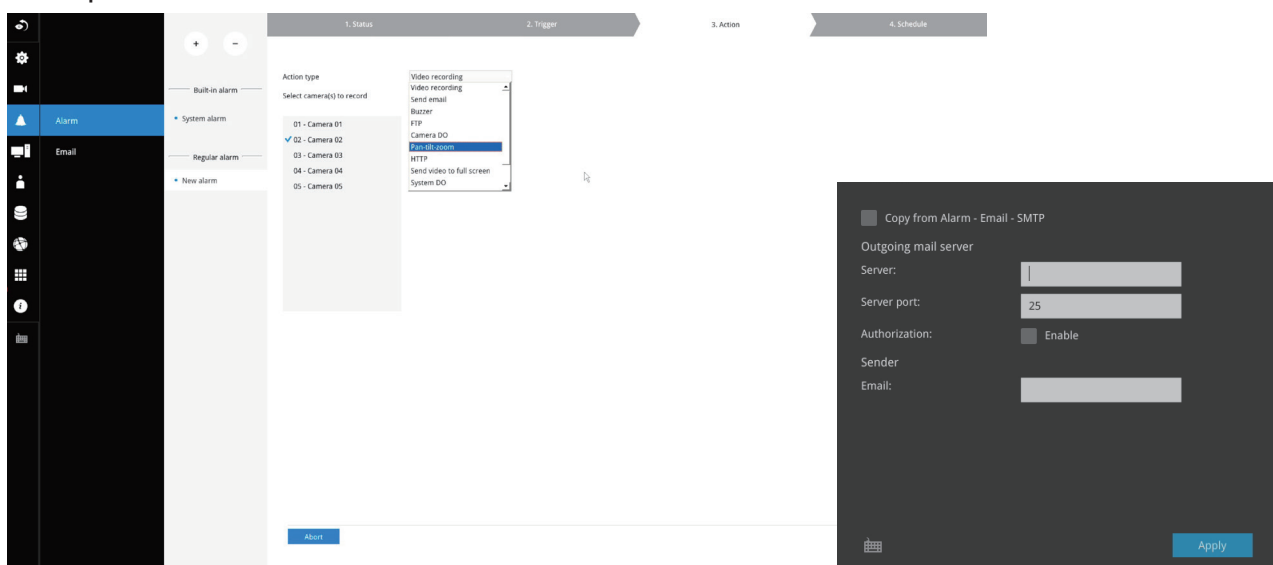 1. Status
2. Trigger
3. Action
4. Schedule
+
-
Built-in alarm
System alarm
Regular alarm
New alarm
Alarm
Email
Action type
Video recording
Select camera(s) to record
Video recording
Send email
Buzzer
FTP
Camera DO
Pan-tilt-zoom
HTTP
Send video to full screen
System DO
01 - Camera 01
02 - Camera 02
03 - Camera 03
04 - Camera 04
05 - Camera 05
Abort
Copy from Alarm - Email - SMTP
Outgoing mail server
Server:
Server port: 25
Authorization: Enable
Sender
Email:
Apply